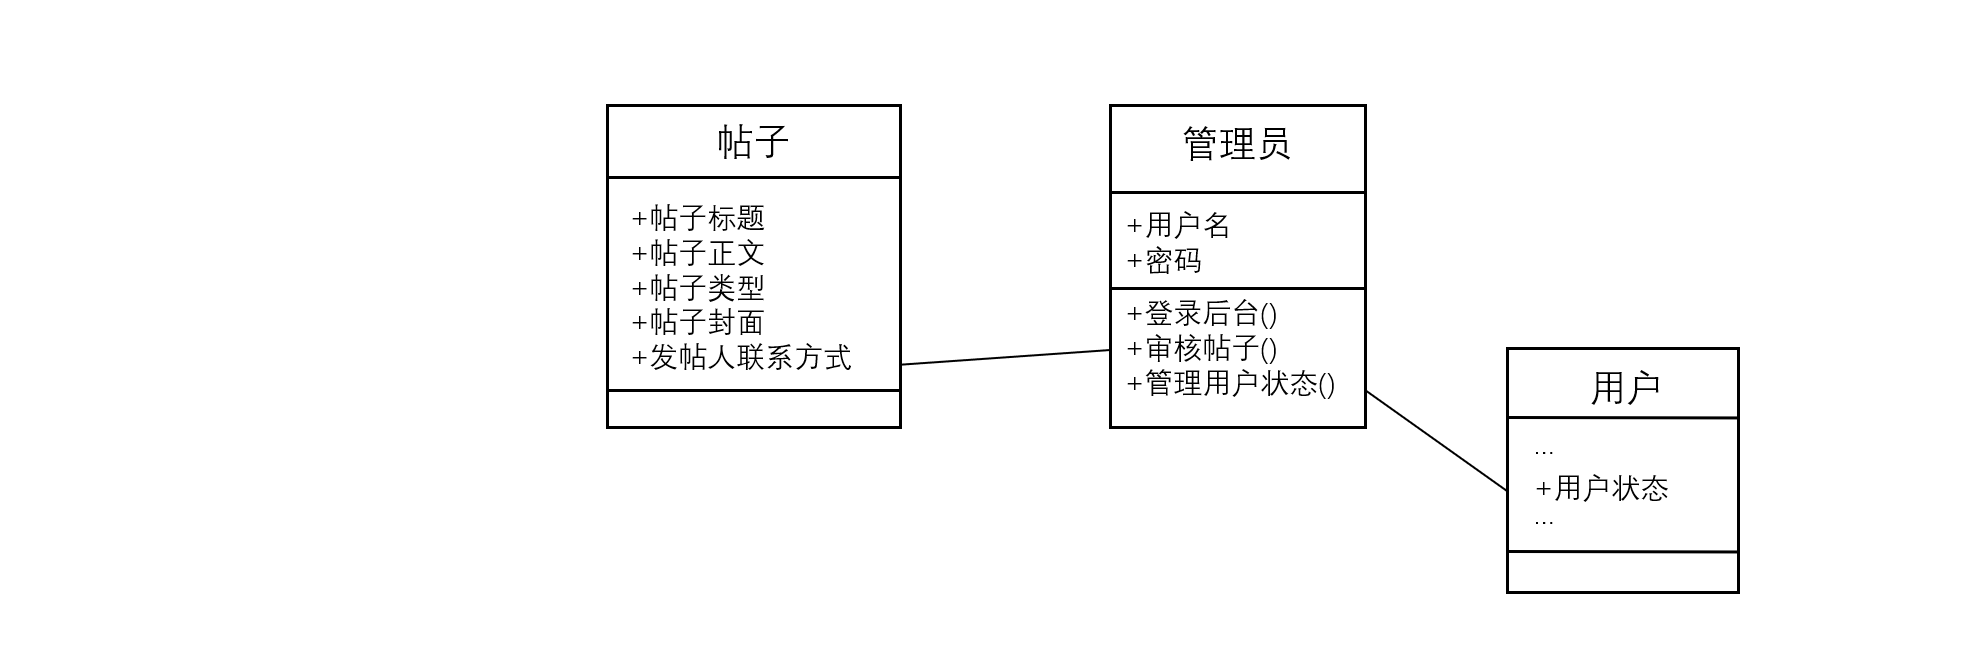 帖子
+帖子标题
+帖子正文
+帖子类型
+帖子封面
+发帖人联系方式
管理员
+用户名
+密码
+登录后台()
+审核帖子()
+管理用户状态()
用户
...
+用户状态
...